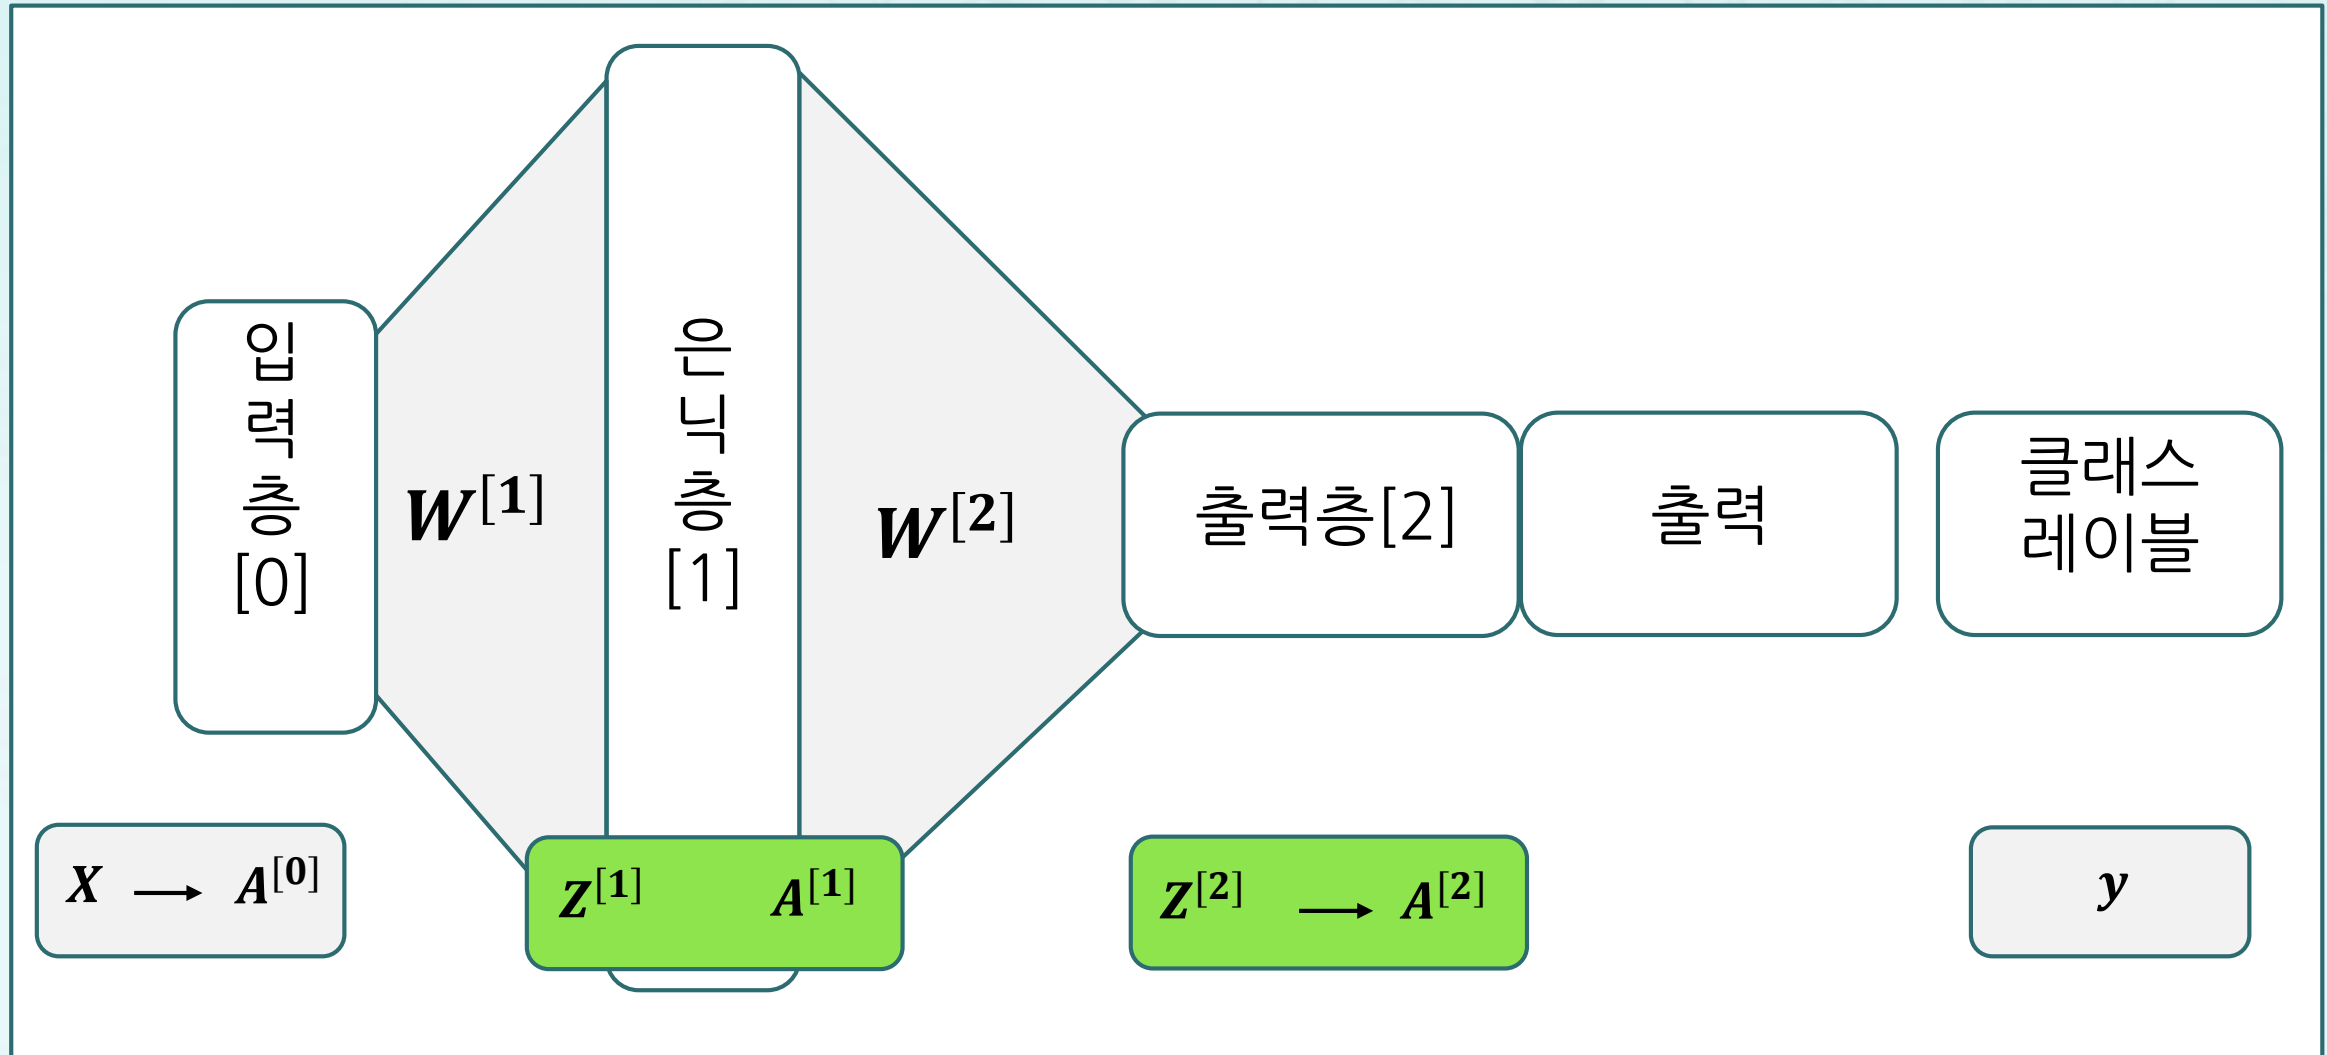 입
력
층
[0]
W^[1]
은
닉
층
[1]
W^[2]
출력층[2]
출력
클래스
레이블
X → A^[0]
Z^[1] A^[1]
Z^[2] → A^[2]
y